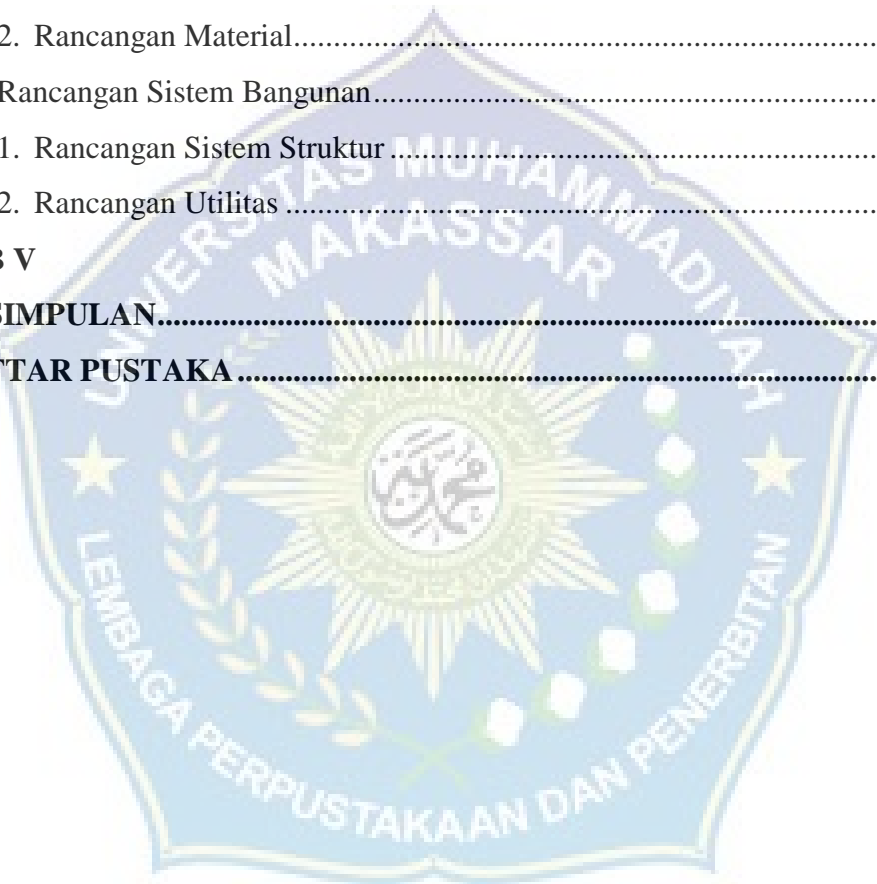 2. Rancangan Material..........................................................................
Rancangan Sistem Bangunan..........................................................................
1. Rancangan Sistem Struktur..........................................................................
2. Rancangan Utilitas..........................................................................
B V
SIMPULAN..........................................................................
TAR PUSTAKA..........................................................................
UNIVERSITAS MUHAMMADIYAH
MAKASSAR
LEMBAGA PERPUSTAKAAN DAN PENERBITAN